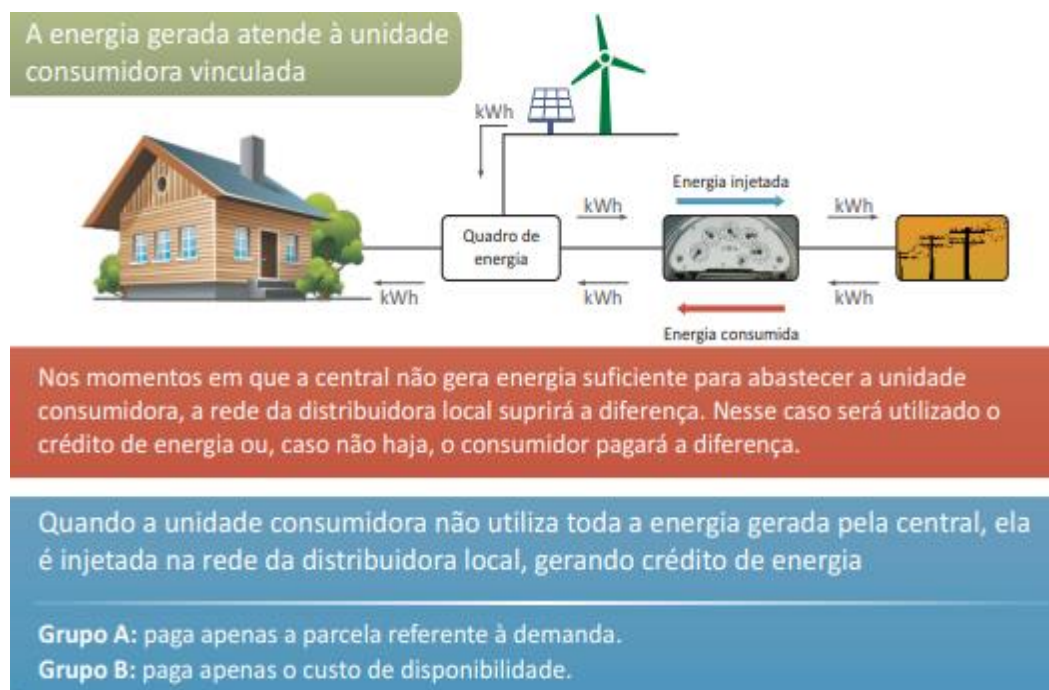 A energia gerada atende à unidade
consumidora vinculada
kWh
Energia injetada
kWh
kWh
Quadro de
energia
kWh
kWh
kWh
Energia consumida
Nos momentos em que a central não gera energia suficiente para abastecer a unidade
consumidora, a rede da distribuidora local suprirá a diferença. Nesse caso será utilizado o
crédito de energia ou, caso não haja, o consumidor pagará a diferença.
Quando a unidade consumidora não utiliza toda a energia gerada pela central, ela
é injetada na rede da distribuidora local, gerando crédito de energia
Grupo A: paga apenas a parcela referente à demanda.
Grupo B: paga apenas o custo de disponibilidade.